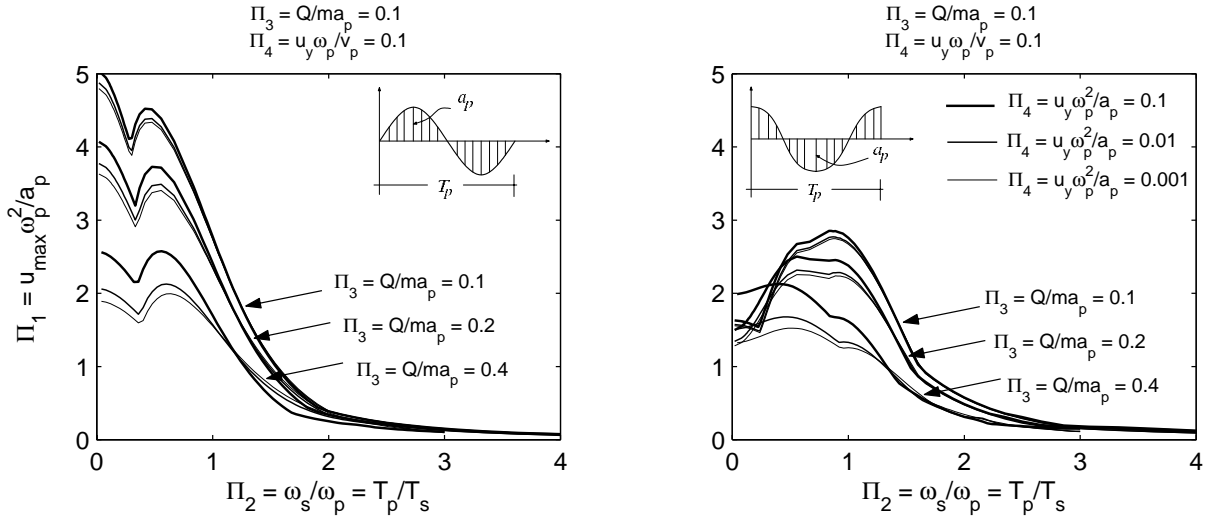 Π3 = Q/map = 0.1
Π4 = uyωp/vp = 0.1
5
4
3
2
1
0
Π1 = umaxωp²/ap
ap
Tp
Π3 = Q/map = 0.1
Π3 = Q/map = 0.2
Π3 = Q/map = 0.4
0 1 2 3 4
Π2 = ωs/ωp = Tp/Ts
Π3 = Q/map = 0.1
Π4 = uyωp/vp = 0.1
5
4
3
2
1
0
ap
Tp
Π4 = uyωp²/ap = 0.1
Π4 = uyωp²/ap = 0.01
Π4 = uyωp²/ap = 0.001
Π3 = Q/map = 0.1
Π3 = Q/map = 0.2
Π3 = Q/map = 0.4
0 1 2 3 4
Π2 = ωs/ωp = Tp/Ts